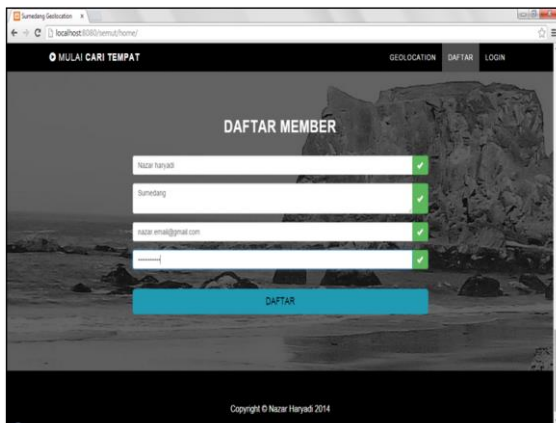 Sumedang Geolocation
localhost:8080/semut/home/
MULAI CARI TEMPAT
GEOLOCATION DAFTAR LOGIN
DAFTAR MEMBER
Nazar haryadi
Sumedang
nazar.email@gmail.com
DAFTAR
Copyright © Nazar Haryadi 2014